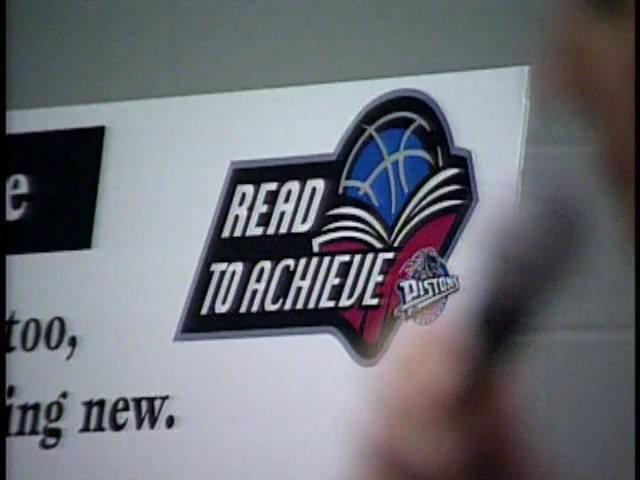 e
too,
ing new.
READ
TO ACHIEVE
PISTONS